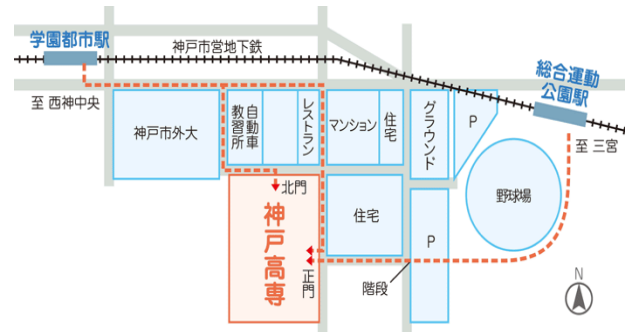 学園都市駅
神戸市営地下鉄
総合運動
公園駅
至 西神中央
至 三宮
神戸市外大
自動車
教習所
レストラン
マンション
住宅
グラウンド
P
野球場
北門
神戸高専
正門
住宅
P
階段
N